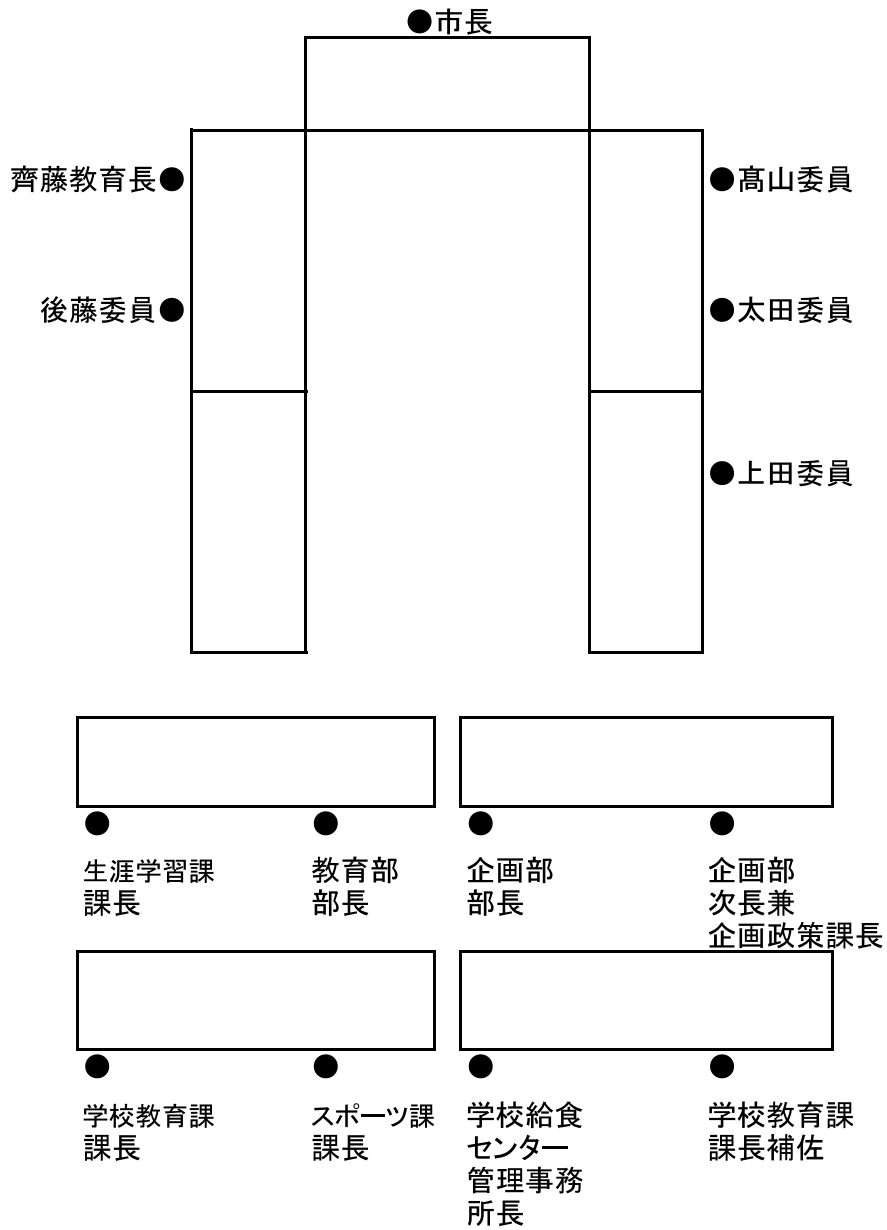 ●市長
齊藤教育長●
●髙山委員
後藤委員●
●太田委員
●上田委員
●
●
●
●
生涯学習課
課長
教育部
部長
企画部
部長
企画部
次長兼
企画政策課長
●
●
●
●
学校教育課
課長
スポーツ課
課長
学校給食
センター
管理事務
所長
学校教育課
課長補佐